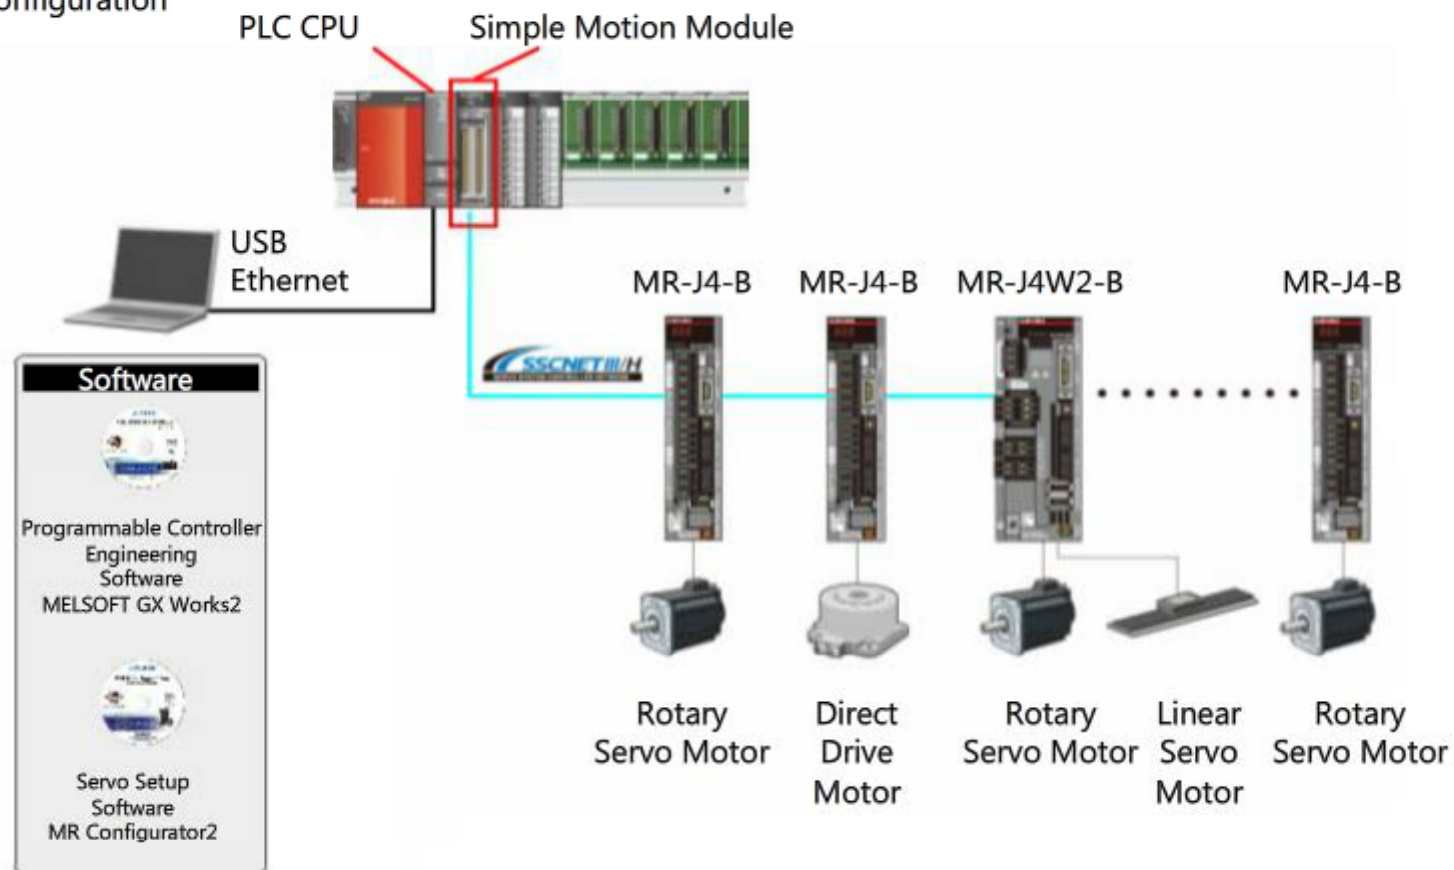 onfiguration
PLC CPU
Simple Motion Module
USB
Ethernet
MR-J4-B
MR-J4-B
MR-J4W2-B
MR-J4-B
SSCNETIII/H
Software
Programmable Controller
Engineering
Software
MELSOFT GX Works2
Servo Setup
Software
MR Configurator2
Rotary
Servo Motor
Direct
Drive
Motor
Rotary
Servo Motor
Linear
Servo
Motor
Rotary
Servo Motor